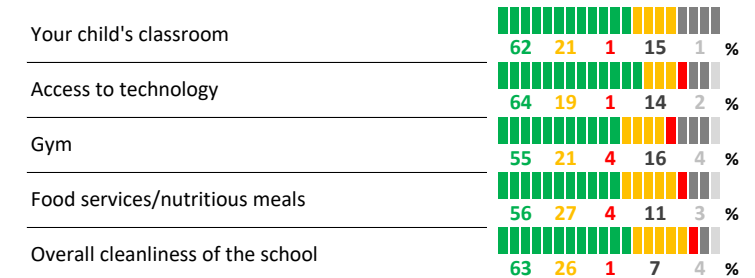 Your child's classroom
62 21 1 15 1 %
Access to technology
64 19 1 14 2 %
Gym
55 21 4 16 4 %
Food services/nutritious meals
56 27 4 11 3 %
Overall cleanliness of the school
63 26 1 7 4 %